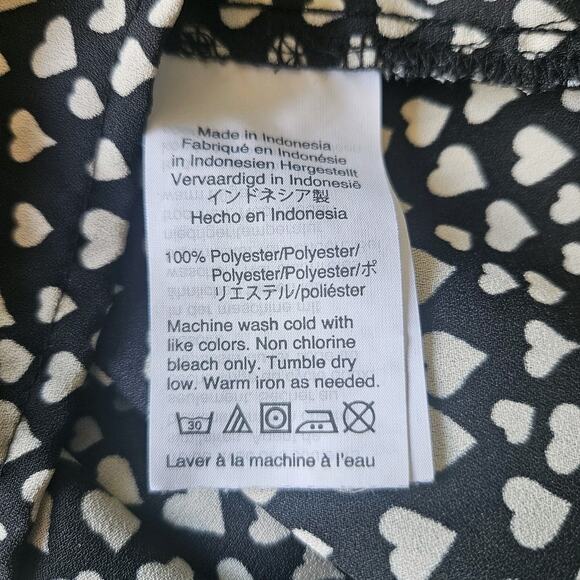 Made in Indonesia
Fabriqué en Indonésie
in Indonesien Hergestellt
Vervaardigd in Indonesië
インドネシア製
Hecho en Indonesia
100% Polyester/Polyester/
Polyester/Polyester/ポ
リエステル/poliéster
Machine wash cold with
like colors. Non chlorine
bleach only. Tumble dry
low. Warm iron as needed.
30
Laver à la machine à l'eau